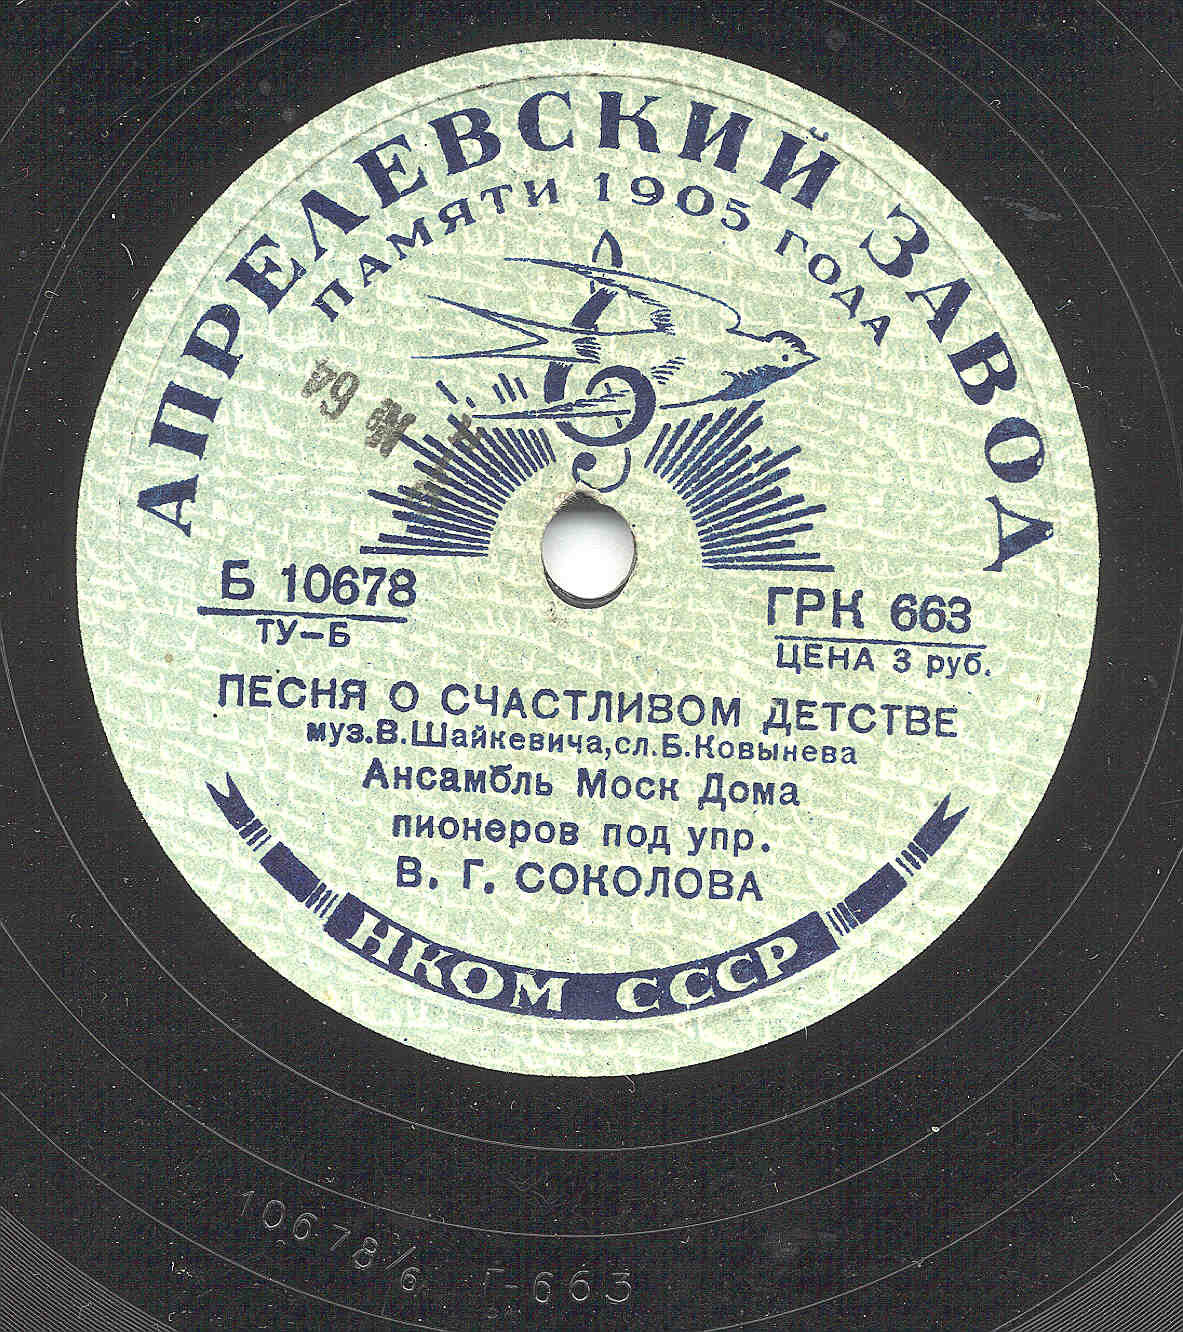 АПРЕЛЕВСКИЙ ЗАВОД
ПАМЯТИ 1905 ГОДА
№ 64
Б 10678
ТУ-Б
ГРК 663
ЦЕНА 3 руб.
ПЕСНЯ О СЧАСТЛИВОМ ДЕТСТВЕ
муз.В.Шайкевича,сл.Б.Ковынева
Ансамбль Моск Дома
пионеров под упр.
В. Г. СОКОЛОВА
НКОМ СССР
10678/6 Г-663